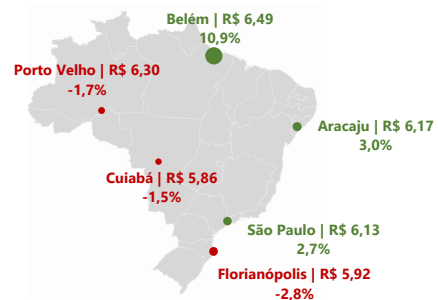 Belém | R$ 6,49
10,9%
Porto Velho | R$ 6,30
-1,7%
Aracaju | R$ 6,17
3,0%
Cuiabá | R$ 5,86
-1,5%
São Paulo | R$ 6,13
2,7%
Florianópolis | R$ 5,92
-2,8%